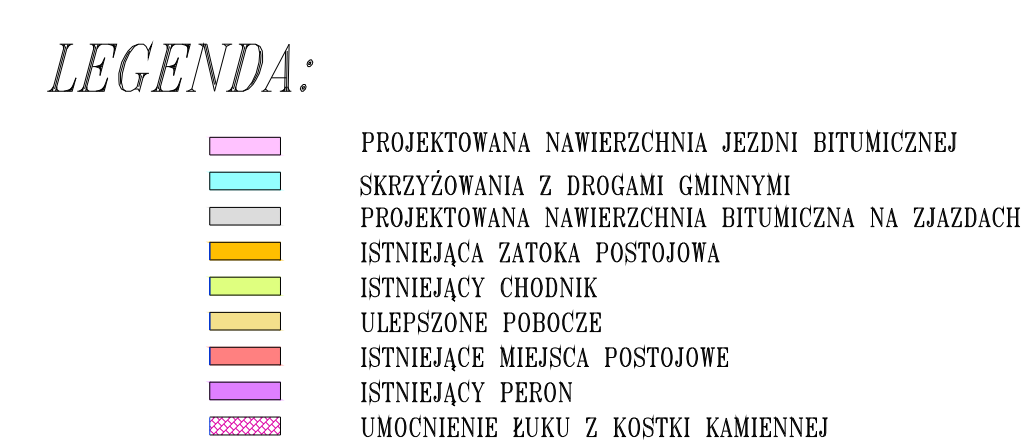 LEGENDA:
PROJEKTOWANA NAWIERZCHNIA JEZDNI BITUMICZNEJ
SKRZYŻOWANIA Z DROGAMI GMINNYMI
PROJEKTOWANA NAWIERZCHNIA BITUMICZNA NA ZJAZDACH
ISTNIEJĄCA ZATOKA POSTOJOWA
ISTNIEJĄCY CHODNIK
ULEPSZONE POBOCZE
ISTNIEJĄCE MIEJSCA POSTOJOWE
ISTNIEJĄCY PERON
UMOCNIENIE ŁUKU Z KOSTKI KAMIENNEJ